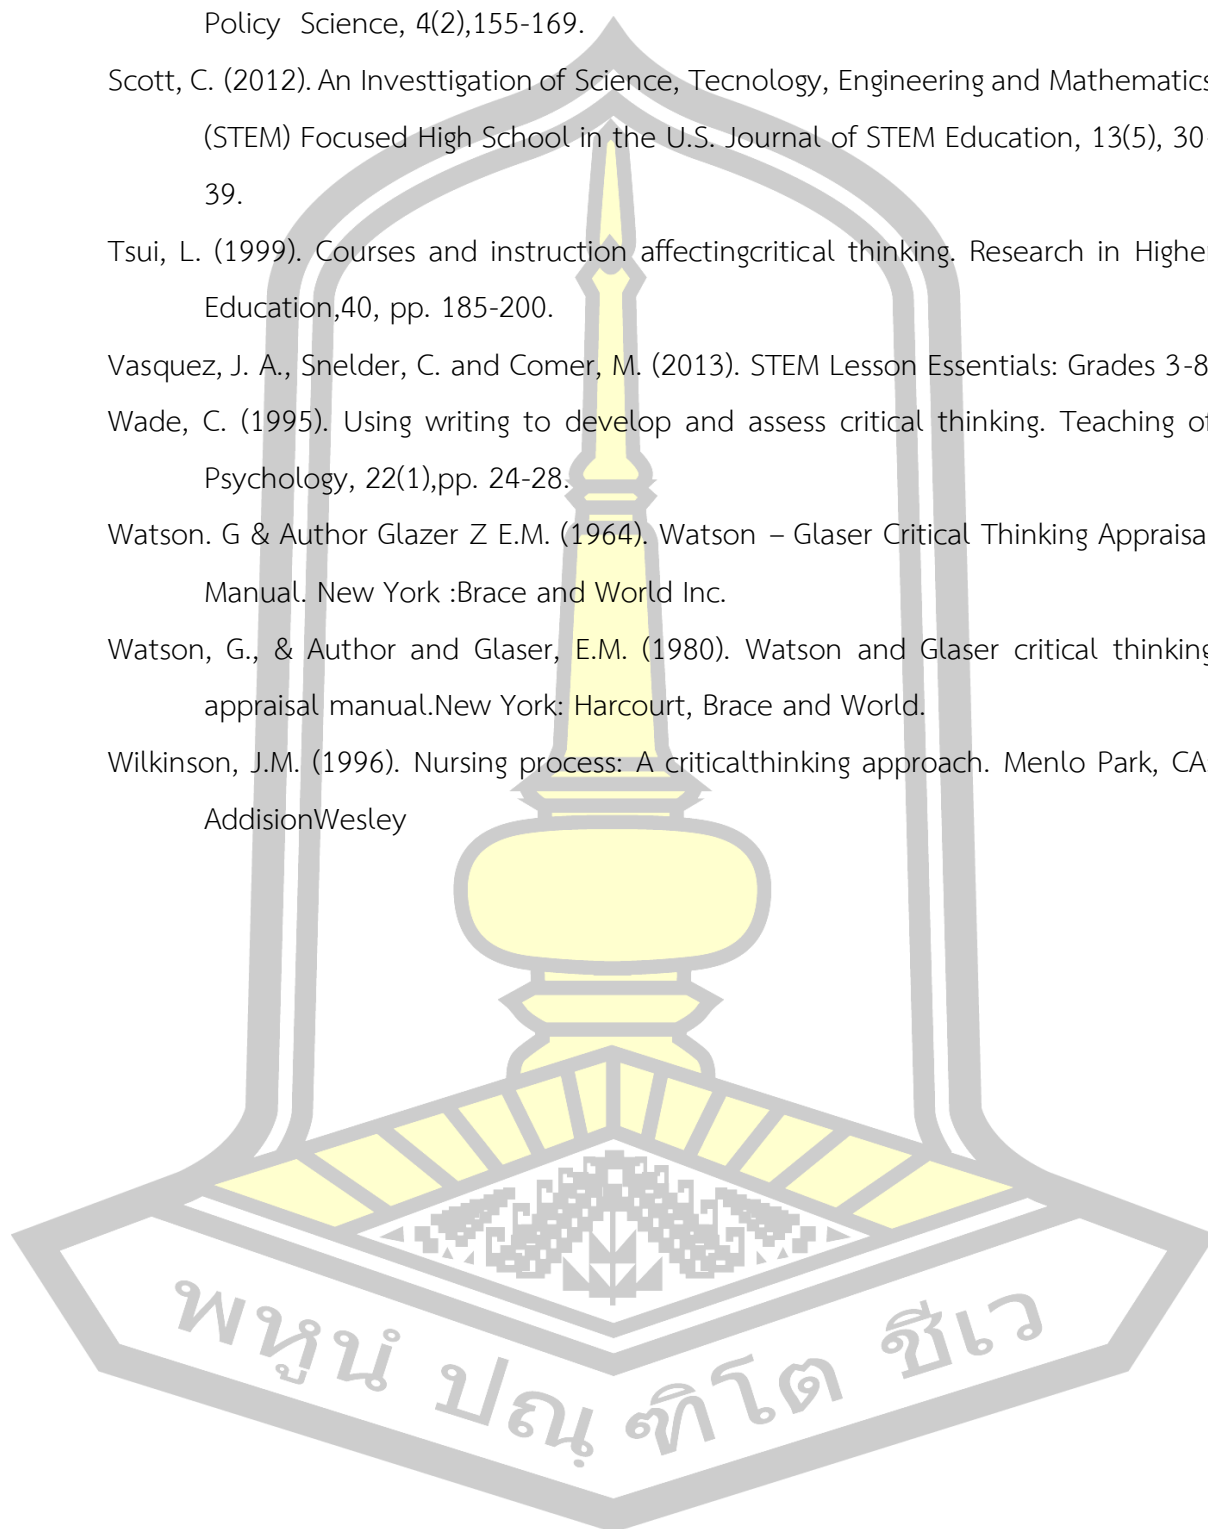 Policy Science, 4(2),155-169.
Scott, C. (2012). An Investtigation of Science, Tecnology, Engineering and Mathematics
(STEM) Focused High School in the U.S. Journal of STEM Education, 13(5), 30-
39.
Tsui, L. (1999). Courses and instruction affectingcritical thinking. Research in Higher
Education,40, pp. 185-200.
Vasquez, J. A., Snelder, C. and Comer, M. (2013). STEM Lesson Essentials: Grades 3-8
Wade, C. (1995). Using writing to develop and assess critical thinking. Teaching of
Psychology, 22(1),pp. 24-28.
Watson. G & Author Glazer Z E.M. (1964). Watson – Glaser Critical Thinking Appraisal
Manual. New York :Brace and World Inc.
Watson, G., & Author and Glaser, E.M. (1980). Watson and Glaser critical thinking
appraisal manual.New York: Harcourt, Brace and World.
Wilkinson, J.M. (1996). Nursing process: A criticalthinking approach. Menlo Park, CA:
AddisionWesley
พหูนํ ปณฺ ฑิโต ชีเว